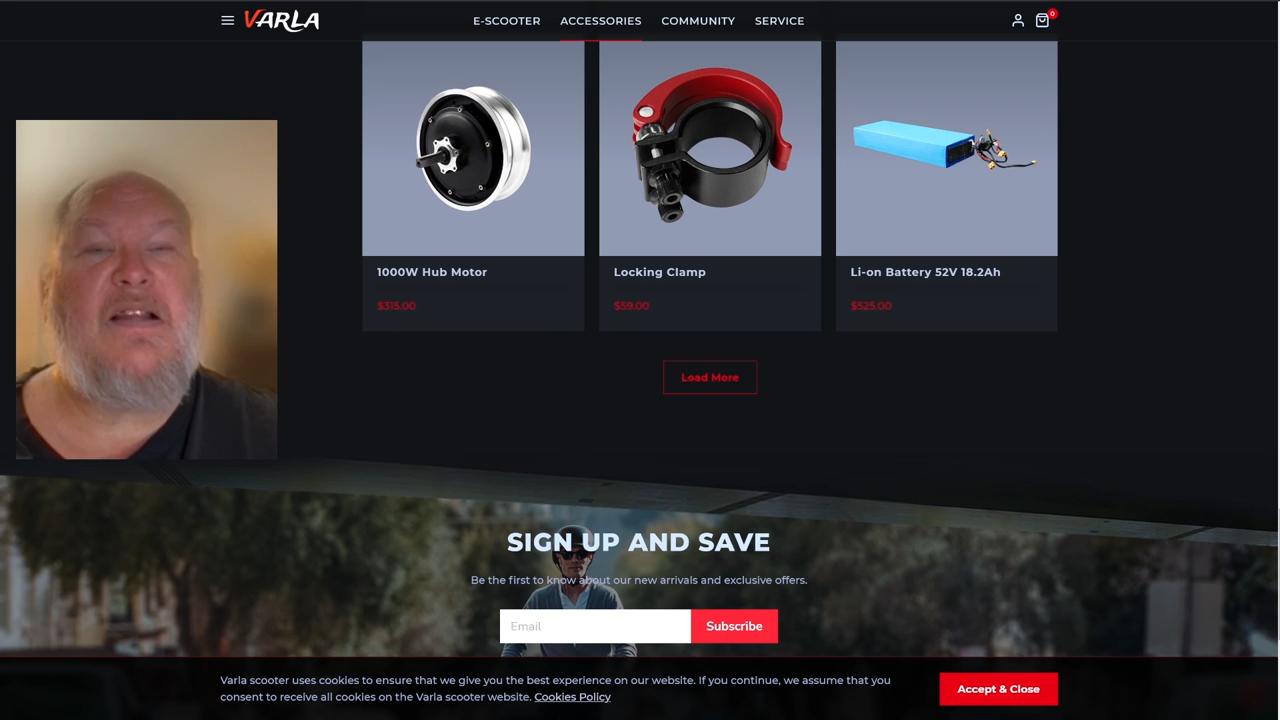 VARLA
E-SCOOTER ACCESSORIES COMMUNITY SERVICE
0
1000W Hub Motor
$315.00
Locking Clamp
$59.00
Li-on Battery 52V 18.2Ah
$525.00
Load More
SIGN UP AND SAVE
Be the first to know about our new arrivals and exclusive offers.
Email
Subscribe
Varla scooter uses cookies to ensure that we give you the best experience on our website. If you continue, we assume that you
consent to receive all cookies on the Varla scooter website. Cookies Policy
Accept & Close